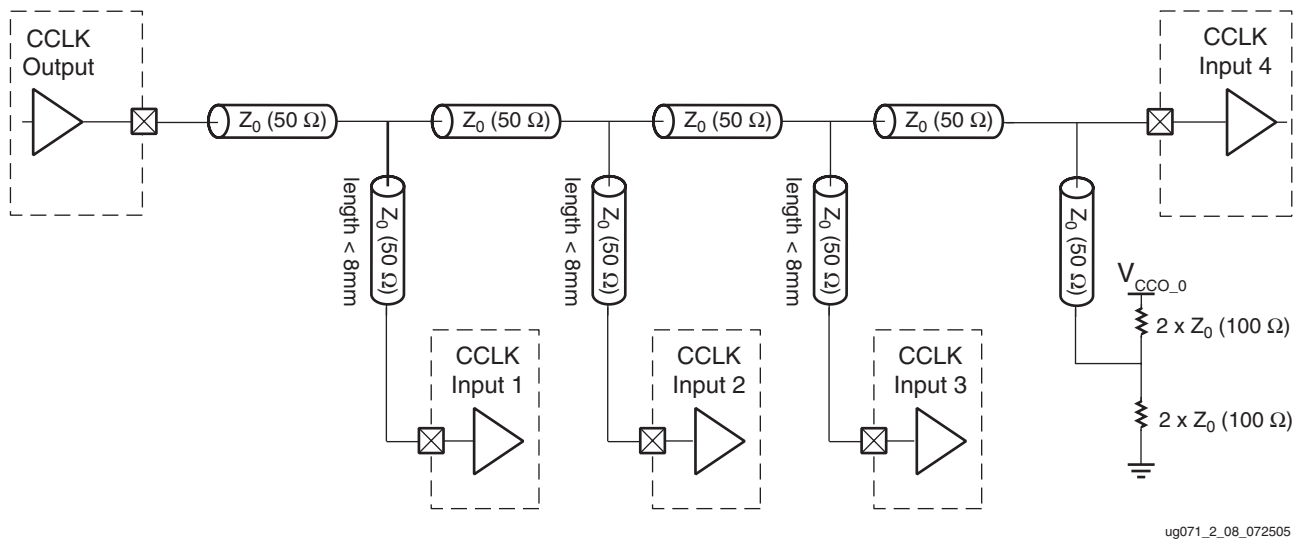 CCLK
Output
CCLK
Input 4
Z0 (50 Ω)
Z0 (50 Ω)
Z0 (50 Ω)
Z0 (50 Ω)
Z0 (50 Ω)
length < 8mm
Z0 (50 Ω)
length < 8mm
Z0 (50 Ω)
length < 8mm
Z0 (50 Ω)
VCCO_0
2 x Z0 (100 Ω)
2 x Z0 (100 Ω)
CCLK
Input 1
CCLK
Input 2
CCLK
Input 3
ug071_2_08_072505